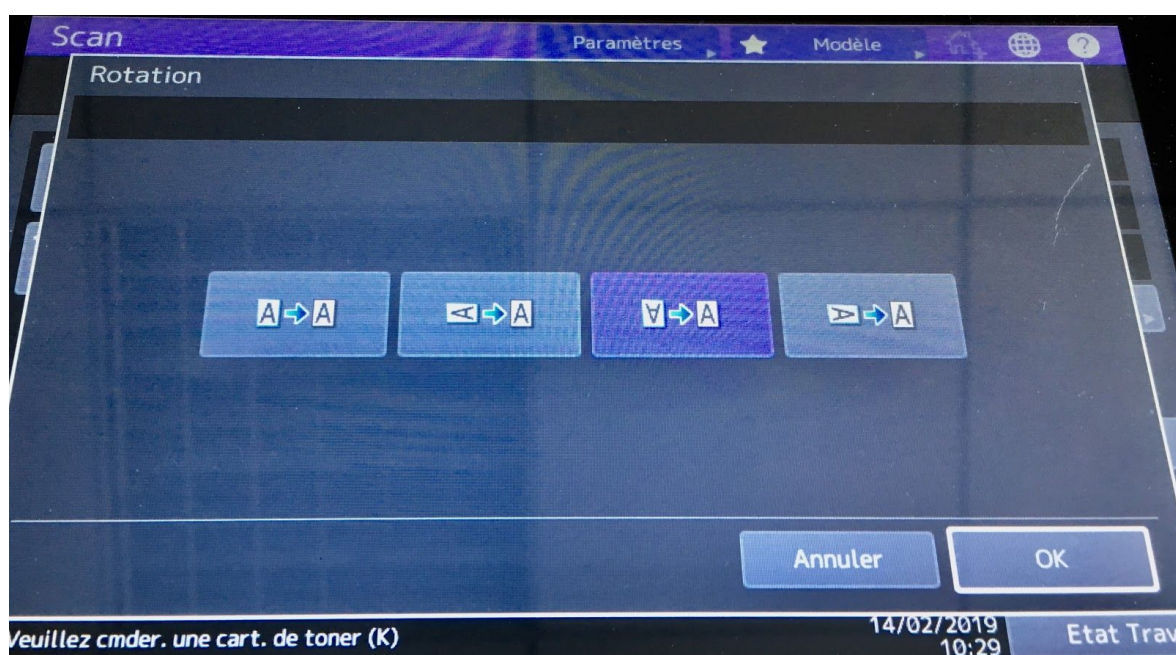 Scan
Paramètres
Modèle
?
Rotation
A A
A A
A A
A A
Annuler
OK
Veuillez cmder. une cart. de toner (K)
14/02/2019
10:29
Etat Trav